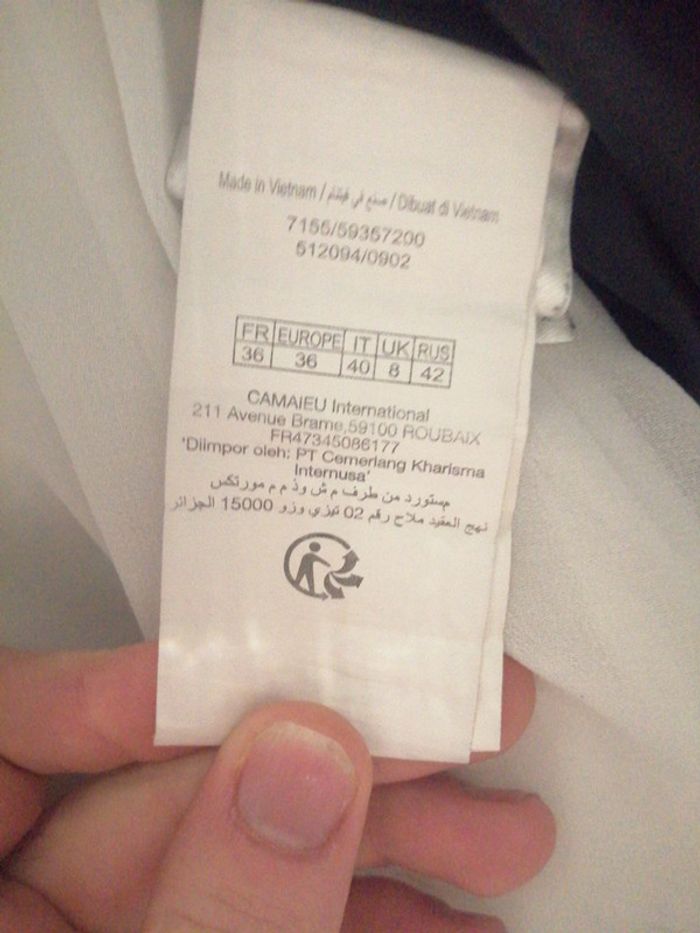 Made in Vietnam / صنع في فيتنام / Dibuat di Vietnam
7155/59357200
512094/0902
FR EUROPE IT UK RUS
36 36 40 8 42
CAMAIEU International
211 Avenue Brame,59100 ROUBAIX
FR47345086177
'Diimpor oleh: PT Cemerlang Kharisma
Internusa'
مستورد من طرف م ش وذ م م مورتكس
نهج العقيد ملاح رقم 02 تيزي وزو 15000 الجزائر